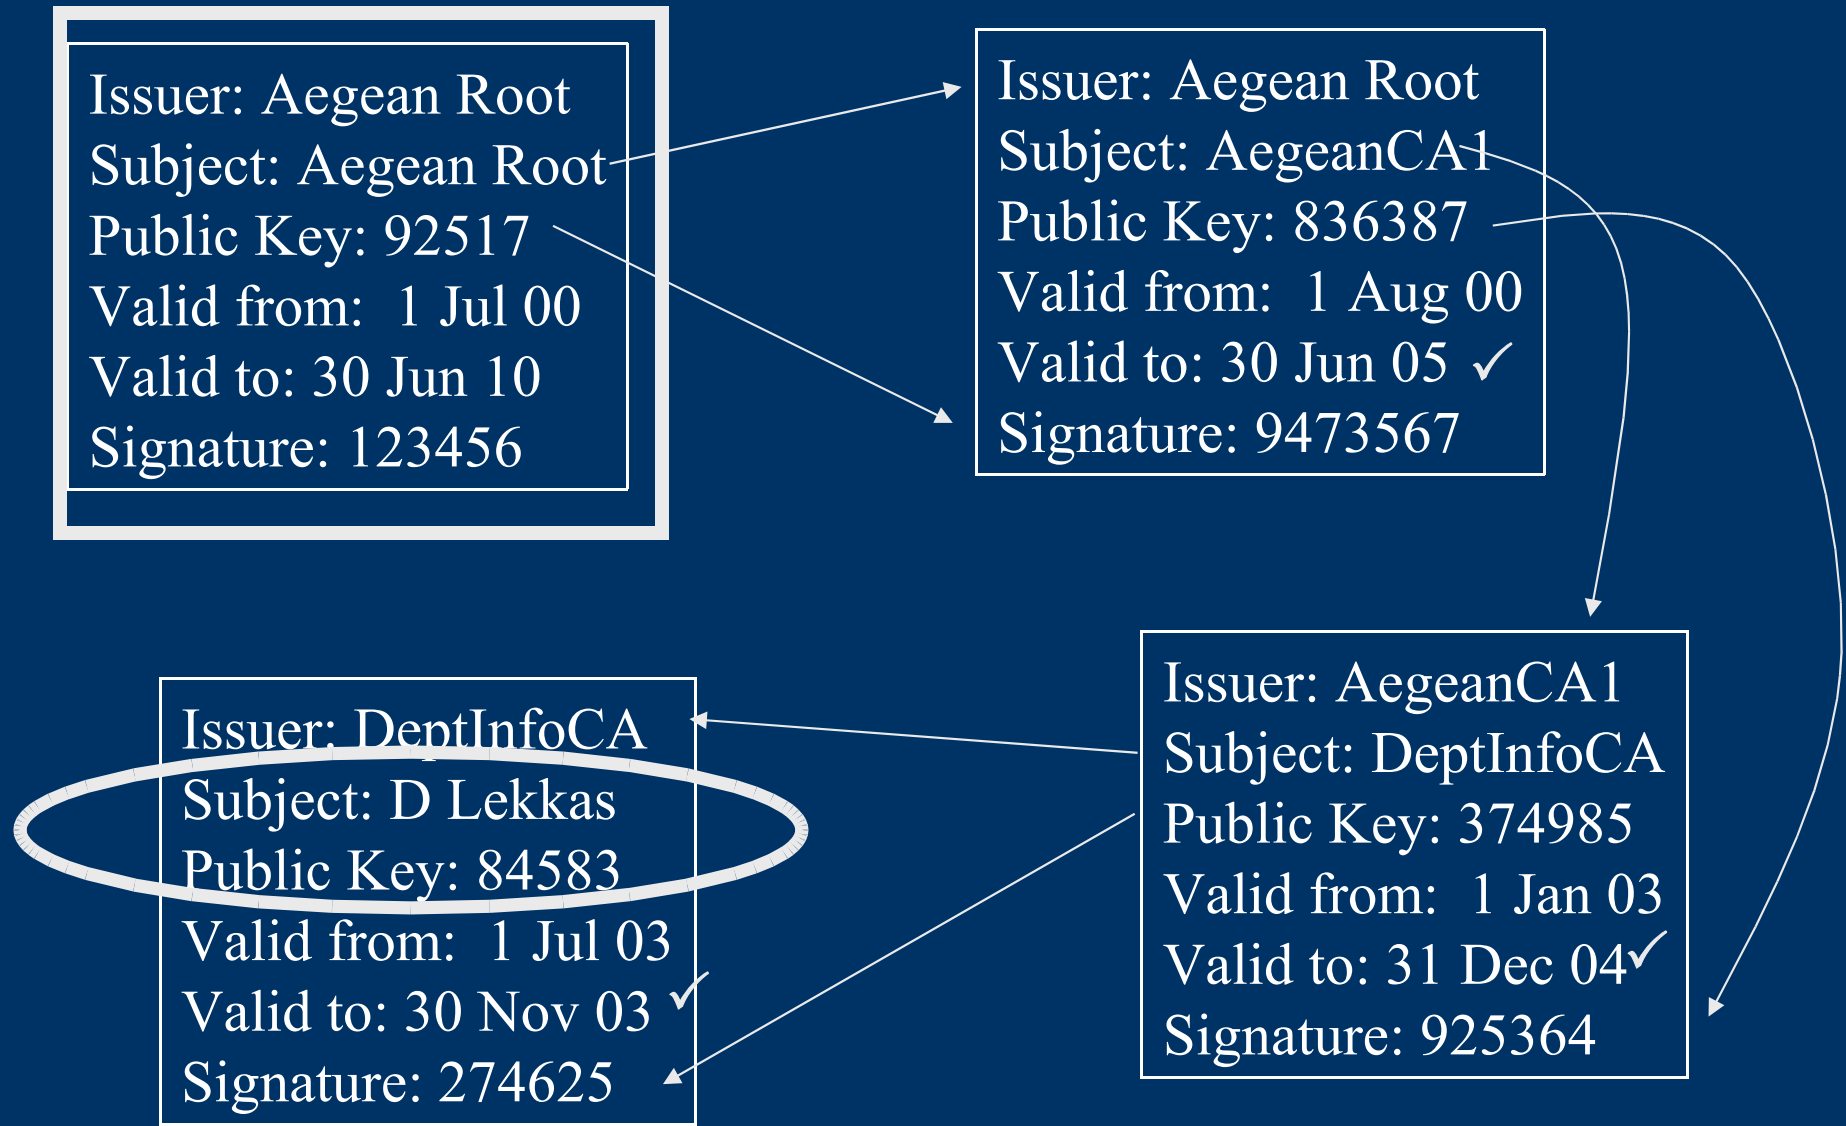 Issuer: Aegean Root
Subject: Aegean Root
Public Key: 92517
Valid from:  1 Jul 00
Valid to: 30 Jun 10
Signature: 123456
Issuer: Aegean Root
Subject: AegeanCA1
Public Key: 836387
Valid from:  1 Aug 00
Valid to: 30 Jun 05 ✓
Signature: 9473567
Issuer: DeptInfoCA
Subject: D Lekkas
Public Key: 84583
Valid from:  1 Jul 03
Valid to: 30 Nov 03 ✓
Signature: 274625
Issuer: AegeanCA1
Subject: DeptInfoCA
Public Key: 374985
Valid from:  1 Jan 03
Valid to: 31 Dec 04 ✓
Signature: 925364